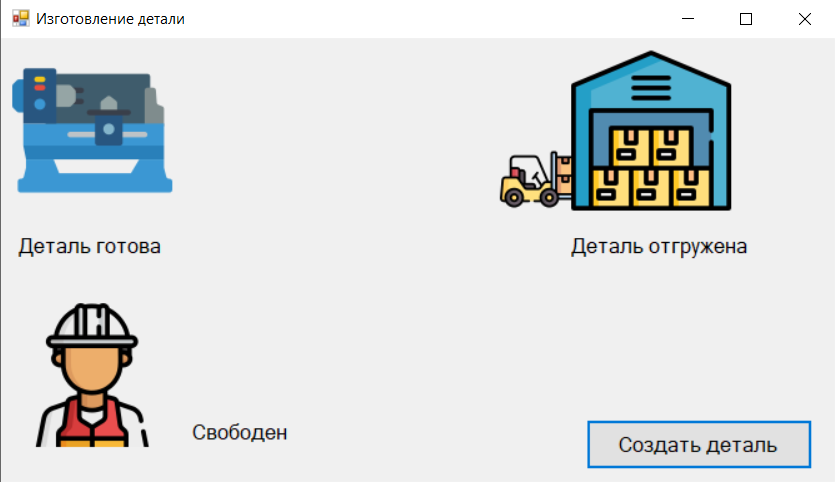 Изготовление детали
Деталь готова
Деталь отгружена
Свободен
Создать деталь